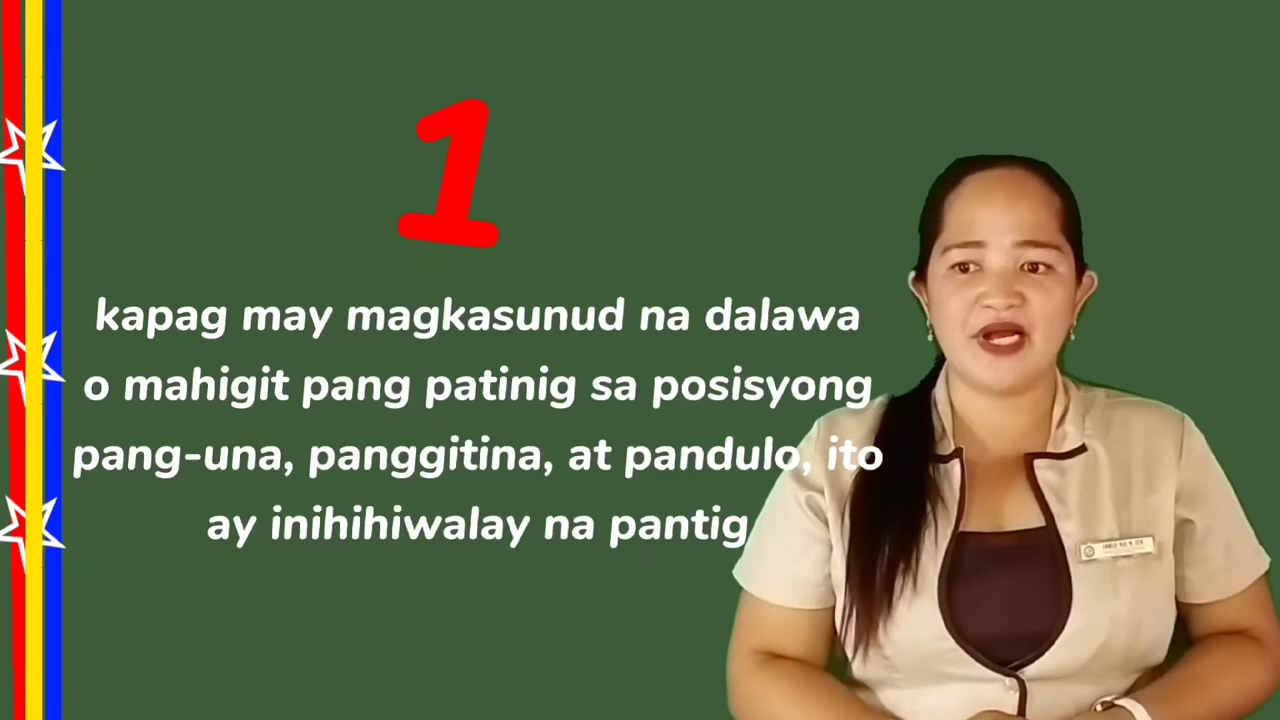 1
kapag may magkasunud na dalawa
o mahigit pang patinig sa posisyong
pang-una, panggitina, at pandulo, ito
ay inihihiwalay na pantig